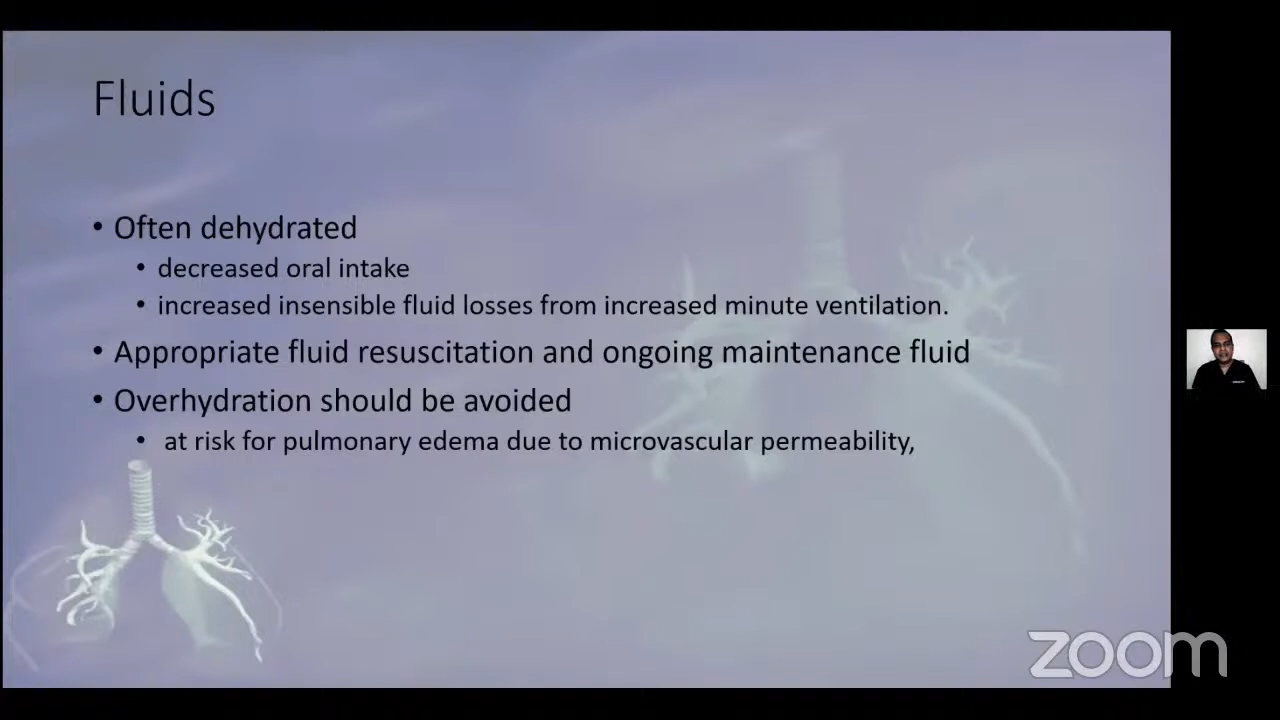 Fluids
• Often dehydrated
• decreased oral intake
• increased insensible fluid losses from increased minute ventilation.
• Appropriate fluid resuscitation and ongoing maintenance fluid
• Overhydration should be avoided
• at risk for pulmonary edema due to microvascular permeability,
zoom